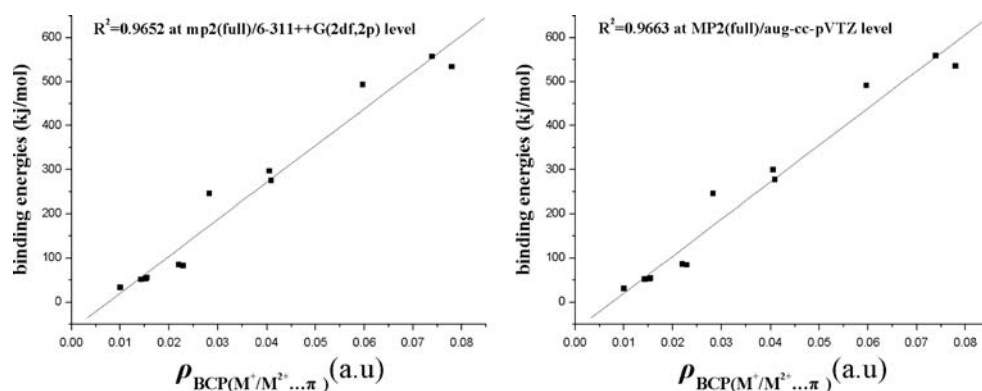 R²=0.9652 at mp2(full)/6-311++G(2df,2p) level
binding energies (kj/mol)
600
500
400
300
200
100
0
0.00 0.01 0.02 0.03 0.04 0.05 0.06 0.07 0.08
ρBCP(M⁺/M²⁺...π) (a.u)
R²=0.9663 at MP2(full)/aug-cc-pVTZ level
binding energies (kj/mol)
600
500
400
300
200
100
0
0.00 0.01 0.02 0.03 0.04 0.05 0.06 0.07 0.08
ρBCP(M⁺/M²⁺...π) (a.u)